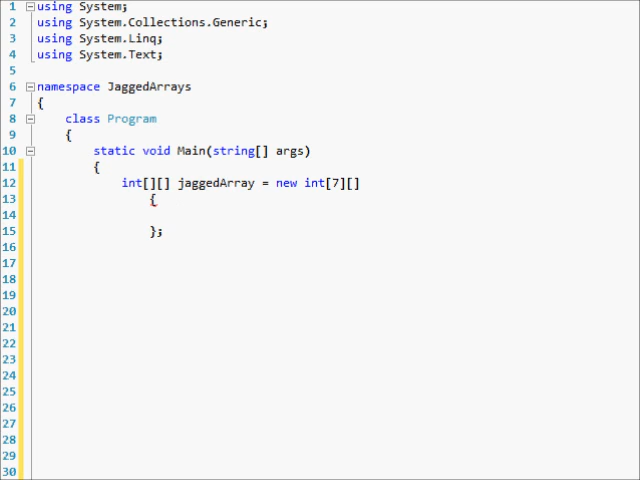 1 using System;
2 using System.Collections.Generic;
3 using System.Linq;
4 using System.Text;
5
6 namespace JaggedArrays
7 {
8 class Program
9 {
10 static void Main(string[] args)
11 {
12 int[][] jaggedArray = new int[7][]
13 {
14
15 };
16
17
18
19
20
21
22
23
24
25
26
27
28
29
30